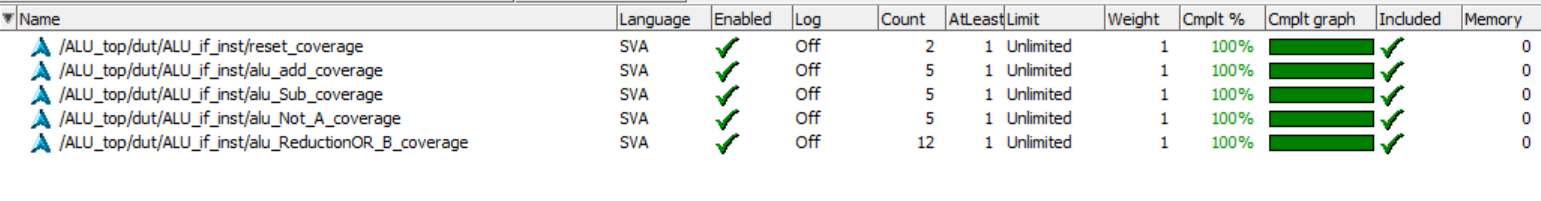 Name Language Enabled Log Count AtLeast Limit Weight Cmplt % Cmplt graph Included Memory
/ALU_top/dut/ALU_if_inst/reset_coverage SVA Off 2 1 Unlimited 1 100% 0
/ALU_top/dut/ALU_if_inst/alu_add_coverage SVA Off 5 1 Unlimited 1 100% 0
/ALU_top/dut/ALU_if_inst/alu_Sub_coverage SVA Off 5 1 Unlimited 1 100% 0
/ALU_top/dut/ALU_if_inst/alu_Not_A_coverage SVA Off 5 1 Unlimited 1 100% 0
/ALU_top/dut/ALU_if_inst/alu_ReductionOR_B_coverage SVA Off 12 1 Unlimited 1 100% 0